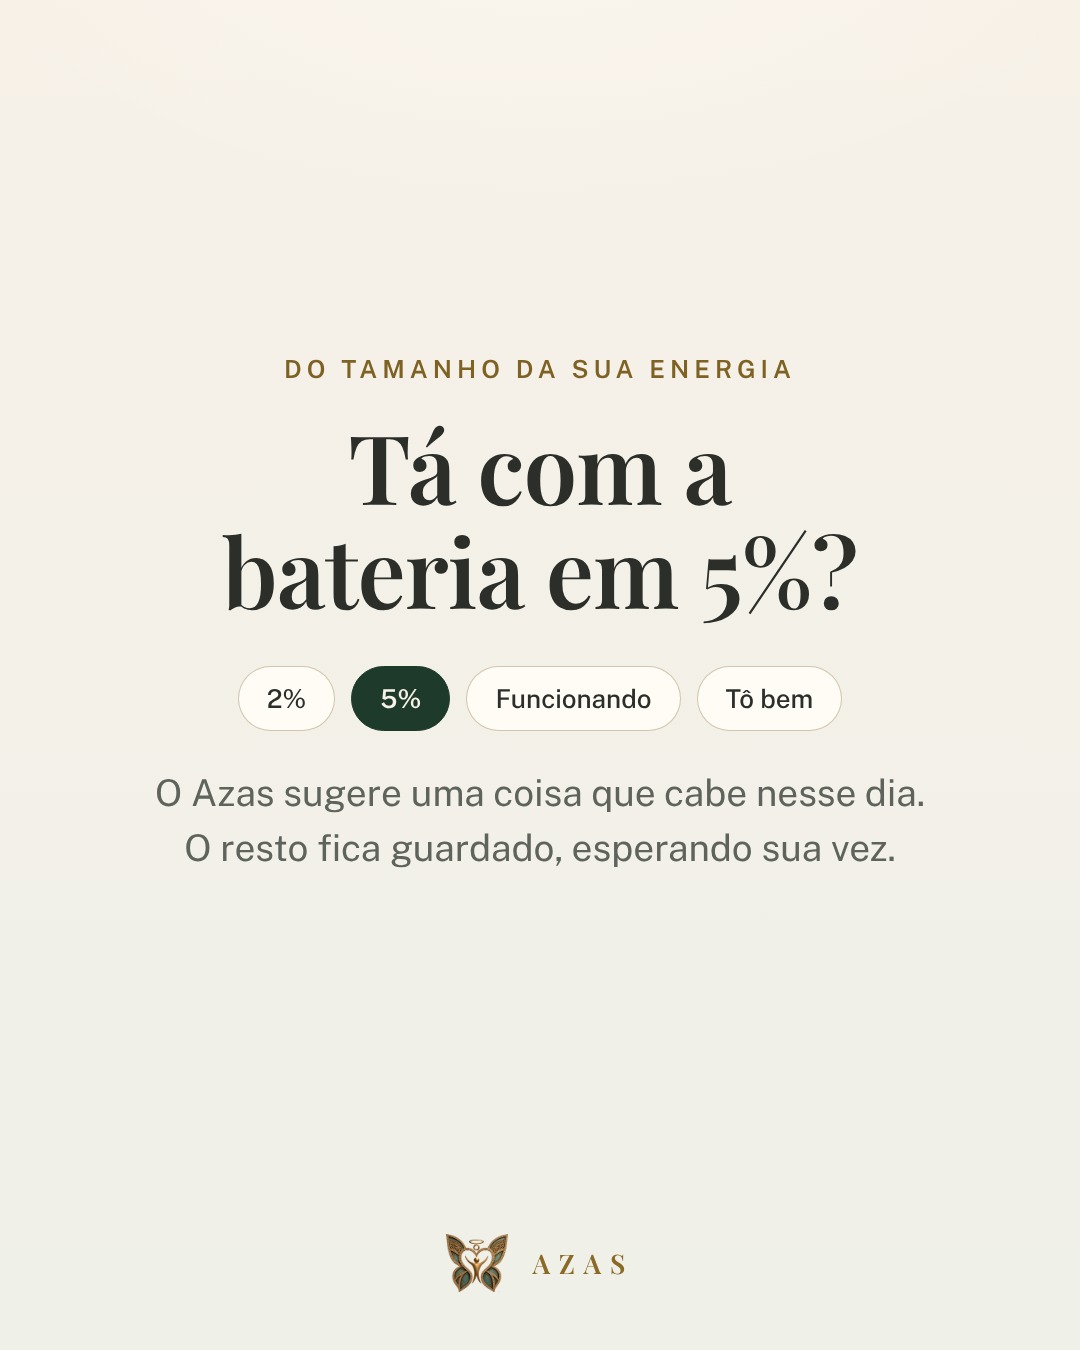 DO TAMANHO DA SUA ENERGIA
Tá com a
bateria em 5%?
2% 5% Funcionando Tô bem
O Azas sugere uma coisa que cabe nesse dia.
O resto fica guardado, esperando sua vez.
AZAS